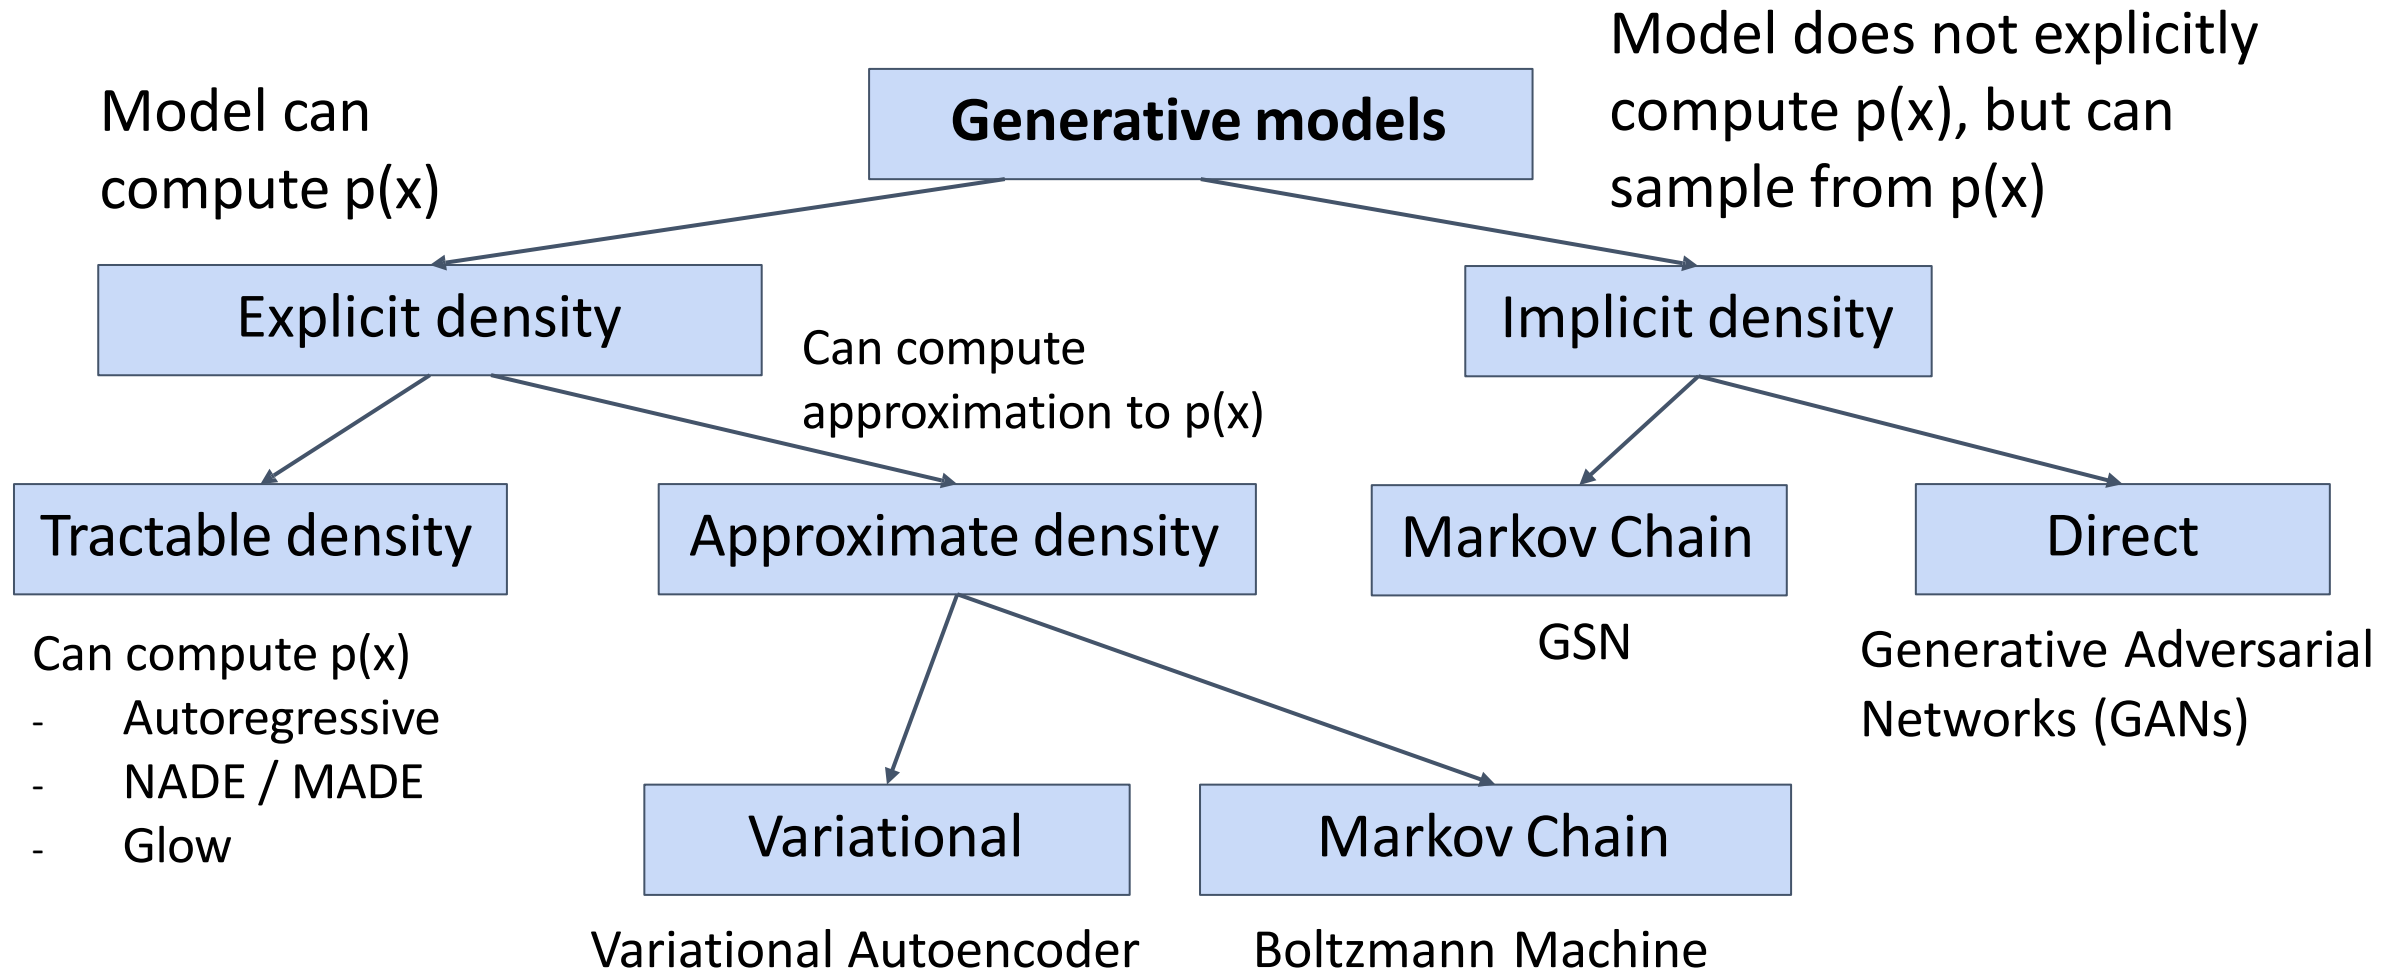 Model can
compute p(x)
Generative models
Model does not explicitly
compute p(x), but can
sample from p(x)
Explicit density
Can compute
approximation to p(x)
Implicit density
Tractable density
Approximate density
Markov Chain
Direct
Can compute p(x)
- Autoregressive
- NADE / MADE
- Glow
GSN
Generative Adversarial
Networks (GANs)
Variational
Markov Chain
Variational Autoencoder
Boltzmann Machine